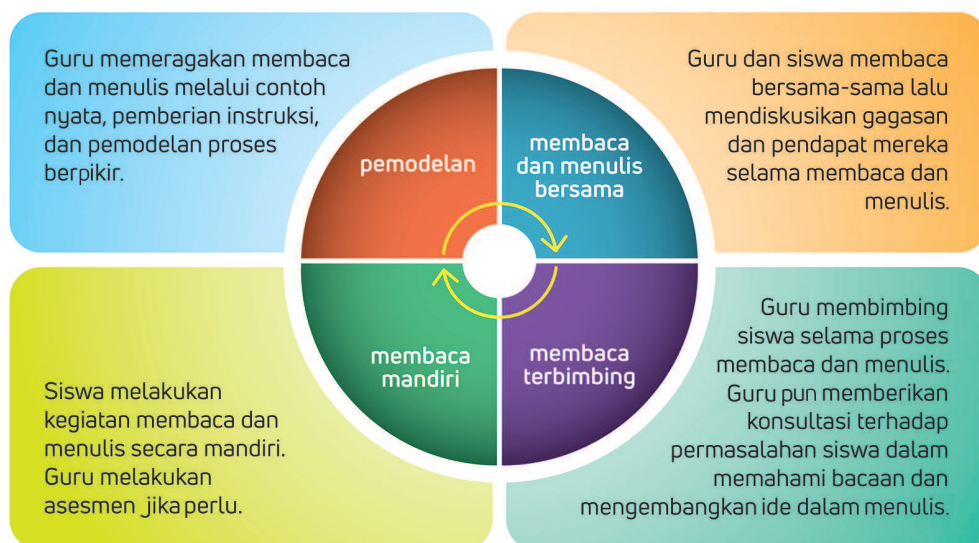 Guru memeragakan membaca
dan menulis melalui contoh
nyata, pemberian instruksi,
dan pemodelan proses
berpikir.
pemodelan
membaca
dan menulis
bersama
Guru dan siswa membaca
bersama-sama lalu
mendiskusikan gagasan
dan pendapat mereka
selama membaca dan
menulis.
Siswa melakukan
kegiatan membaca dan
menulis secara mandiri.
Guru melakukan
asesmen jika perlu.
membaca
mandiri
membaca
terbimbing
Guru membimbing
siswa selama proses
membaca dan menulis.
Guru pun memberikan
konsultasi terhadap
permasalahan siswa dalam
memahami bacaan dan
mengembangkan ide dalam menulis.